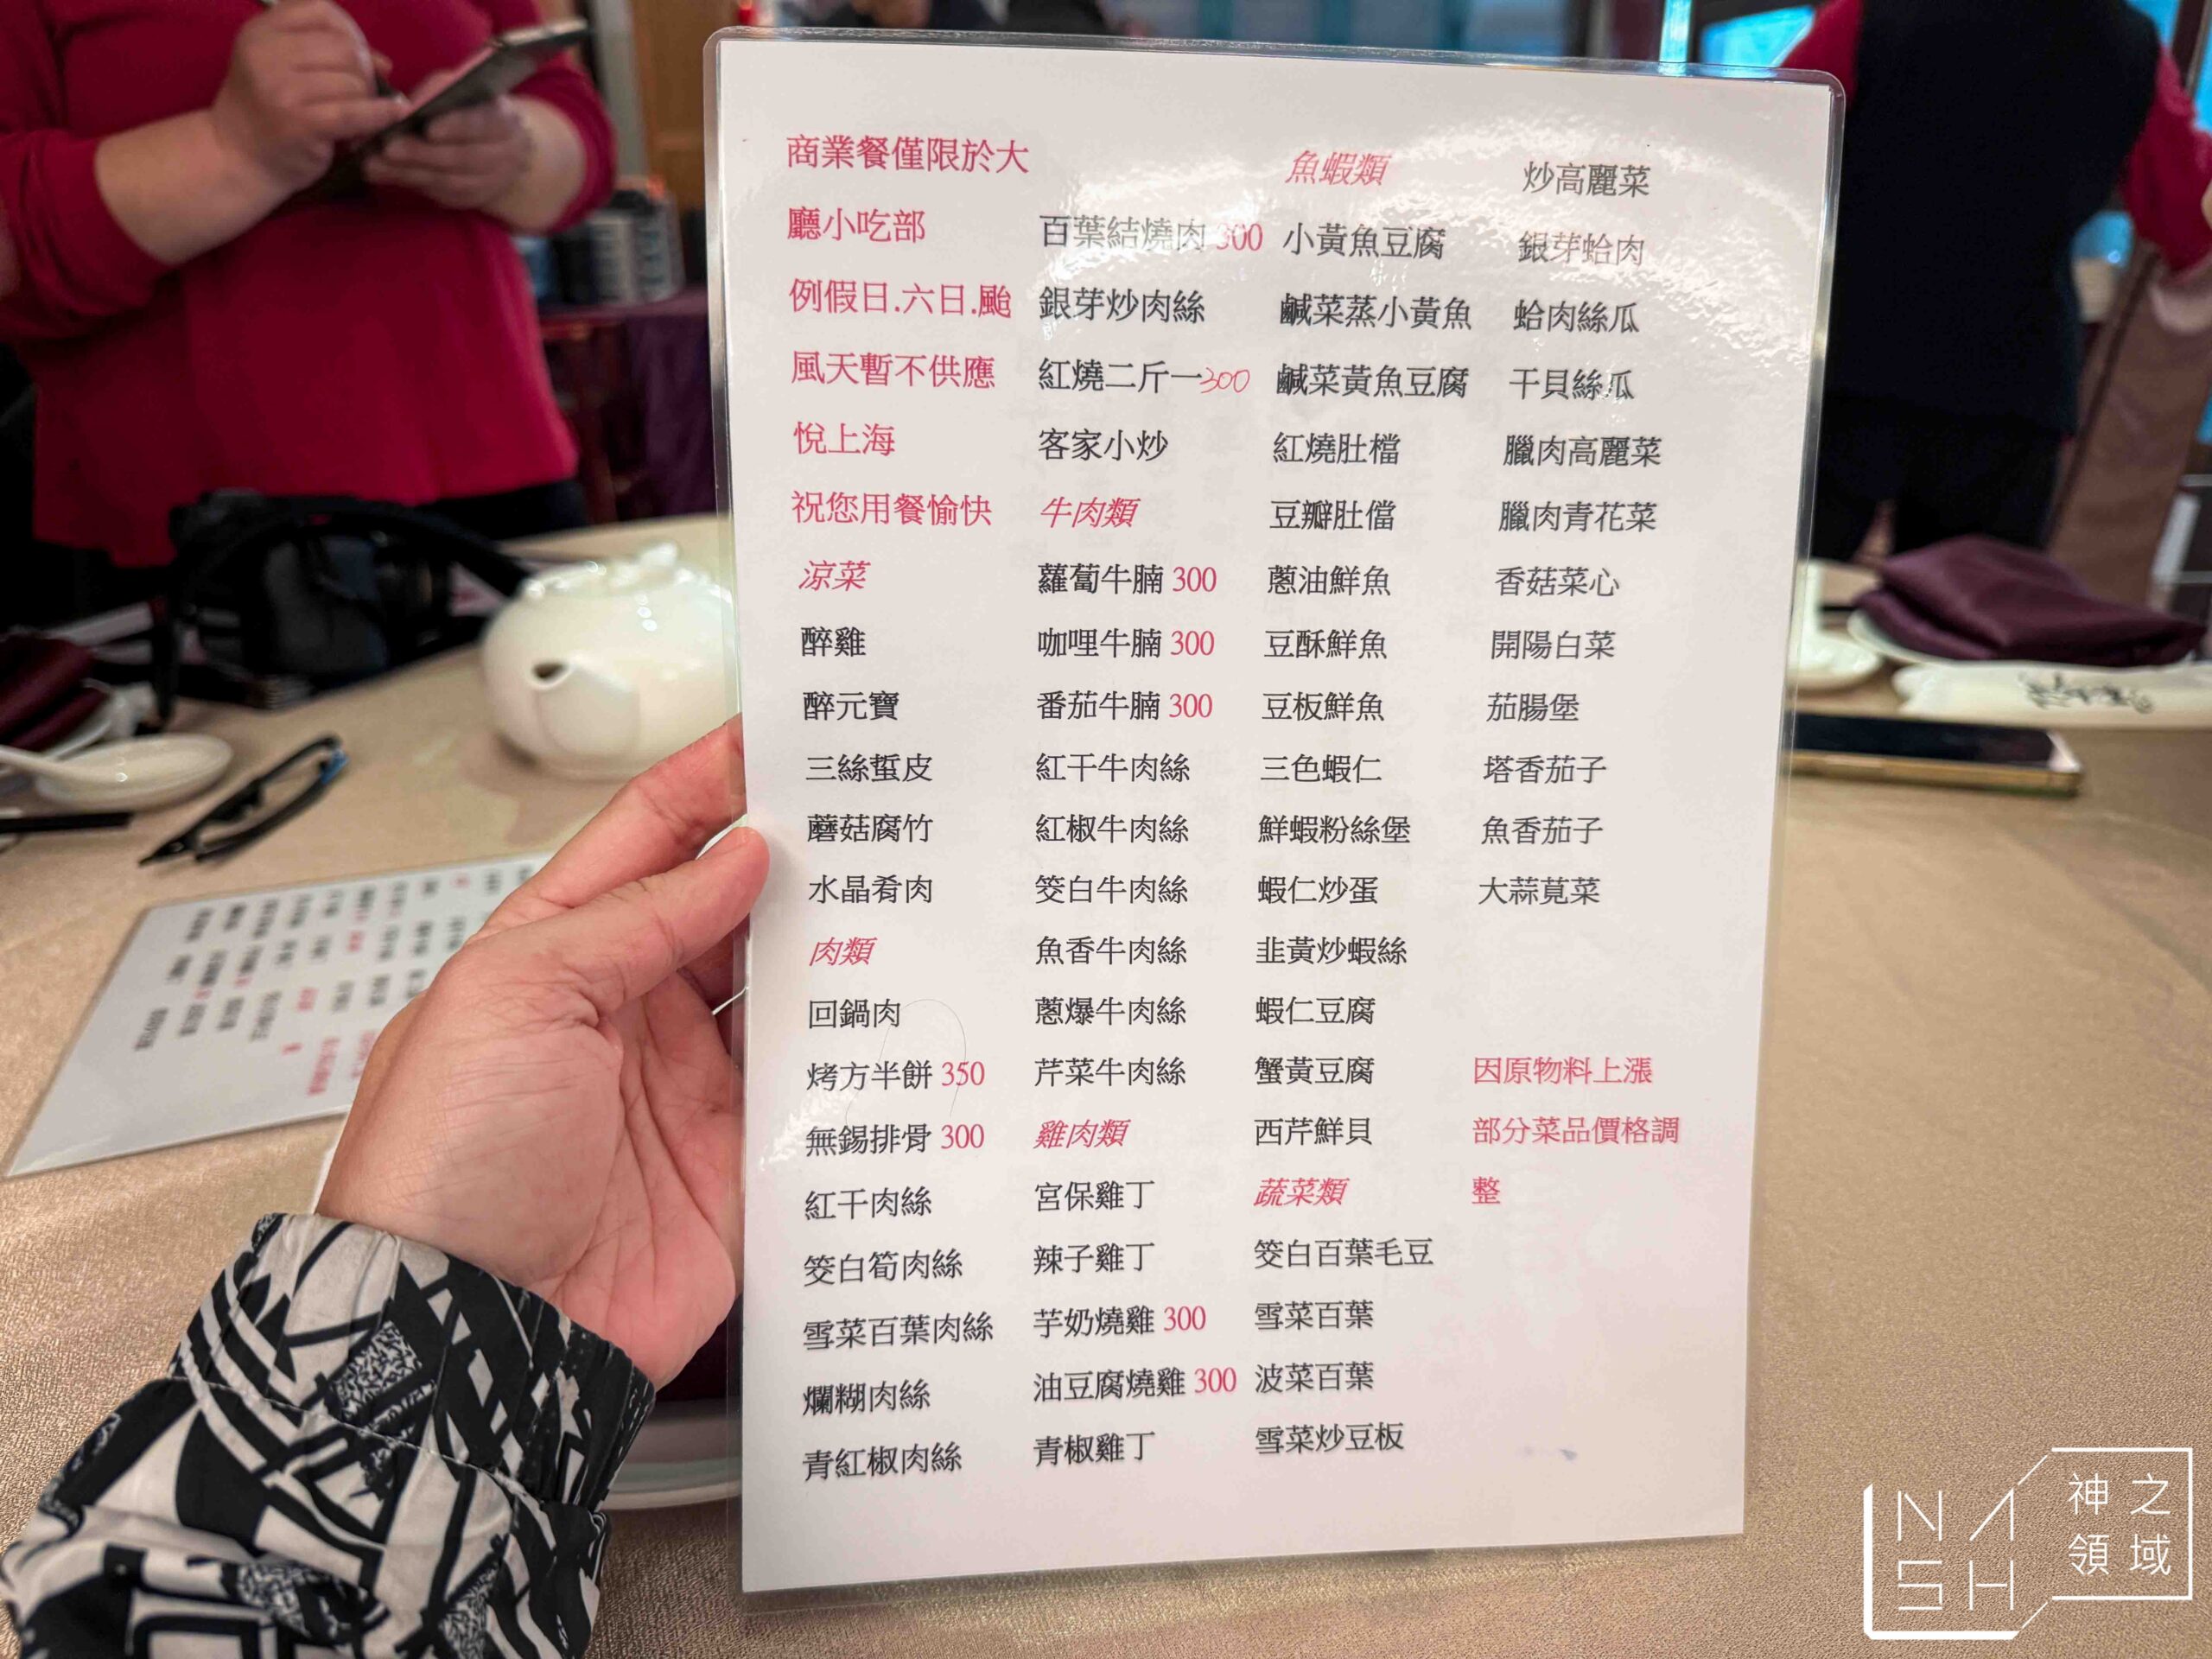 商業餐僅限於大
廳小吃部
例假日.六日.颱
風天暫不供應
悅上海
祝您用餐愉快
涼菜
醉雞
醉元寶
三絲蜇皮
蘑菇腐竹
水晶肴肉
肉類
回鍋肉
烤方半餅 350
無錫排骨 300
紅干肉絲
筊白筍肉絲
雪菜百葉肉絲
爛糊肉絲
青紅椒肉絲
百葉結燒肉 300
銀芽炒肉絲
紅燒二斤一300
客家小炒
牛肉類
蘿蔔牛腩 300
咖哩牛腩 300
番茄牛腩 300
紅干牛肉絲
紅椒牛肉絲
筊白牛肉絲
魚香牛肉絲
蔥爆牛肉絲
芹菜牛肉絲
雞肉類
宮保雞丁
辣子雞丁
芋奶燒雞 300
油豆腐燒雞 300
青椒雞丁
魚蝦類
小黃魚豆腐
鹹菜蒸小黃魚
鹹菜黃魚豆腐
紅燒肚檔
豆瓣肚儅
蔥油鮮魚
豆酥鮮魚
豆板鮮魚
三色蝦仁
鮮蝦粉絲堡
蝦仁炒蛋
韭黃炒蝦絲
蝦仁豆腐
蟹黃豆腐
西芹鮮貝
蔬菜類
筊白百葉毛豆
雪菜百葉
波菜百葉
雪菜炒豆板
炒高麗菜
銀芽蛤肉
蛤肉絲瓜
干貝絲瓜
臘肉高麗菜
臘肉青花菜
香菇菜心
開陽白菜
茄腸堡
塔香茄子
魚香茄子
大蒜莧菜
因原物料上漲
部分菜品價格調
整
NASH
神之
領域